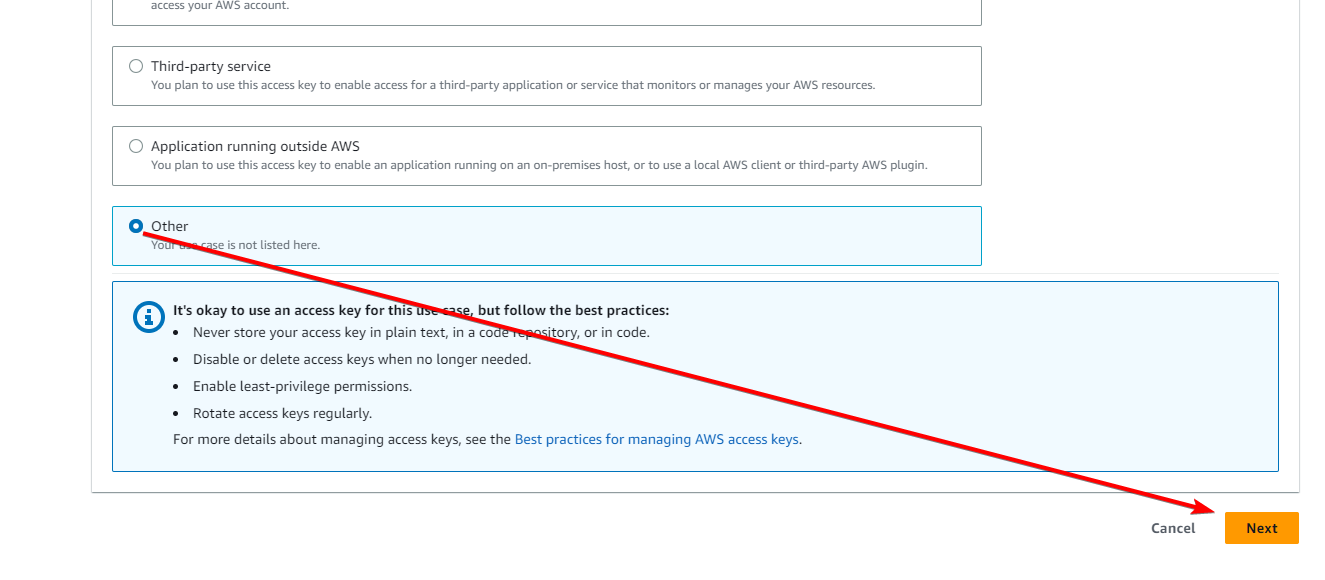 access your AWS account.
Third-party service
You plan to use this access key to enable access for a third-party application or service that monitors or manages your AWS resources.
Application running outside AWS
You plan to use this access key to enable an application running on an on-premises host, or to use a local AWS client or third-party AWS plugin.
Other
Your use case is not listed here.
It's okay to use an access key for this use case, but follow the best practices:
• Never store your access key in plain text, in a code repository, or in code.
• Disable or delete access keys when no longer needed.
• Enable least-privilege permissions.
• Rotate access keys regularly.
For more details about managing access keys, see the Best practices for managing AWS access keys.
Cancel Next